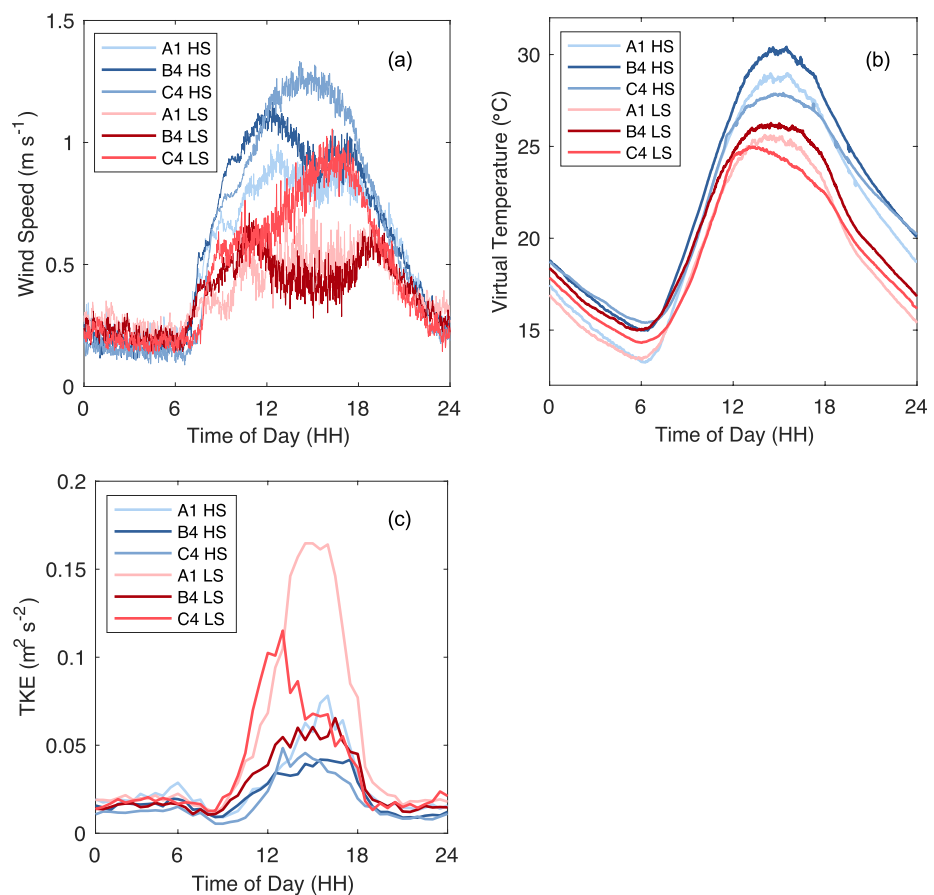 1.5
A1 HS
B4 HS
C4 HS
A1 LS
B4 LS
C4 LS
(a)
1
0.5
0
Wind Speed (m s⁻¹)
0 6 12 18 24
Time of Day (HH)
30
25
20
15
A1 HS
B4 HS
C4 HS
A1 LS
B4 LS
C4 LS
(b)
Virtual Temperature (°C)
0 6 12 18 24
Time of Day (HH)
0.2
A1 HS
B4 HS
C4 HS
A1 LS
B4 LS
C4 LS
(c)
0.15
0.1
0.05
0
TKE (m² s⁻²)
0 6 12 18 24
Time of Day (HH)